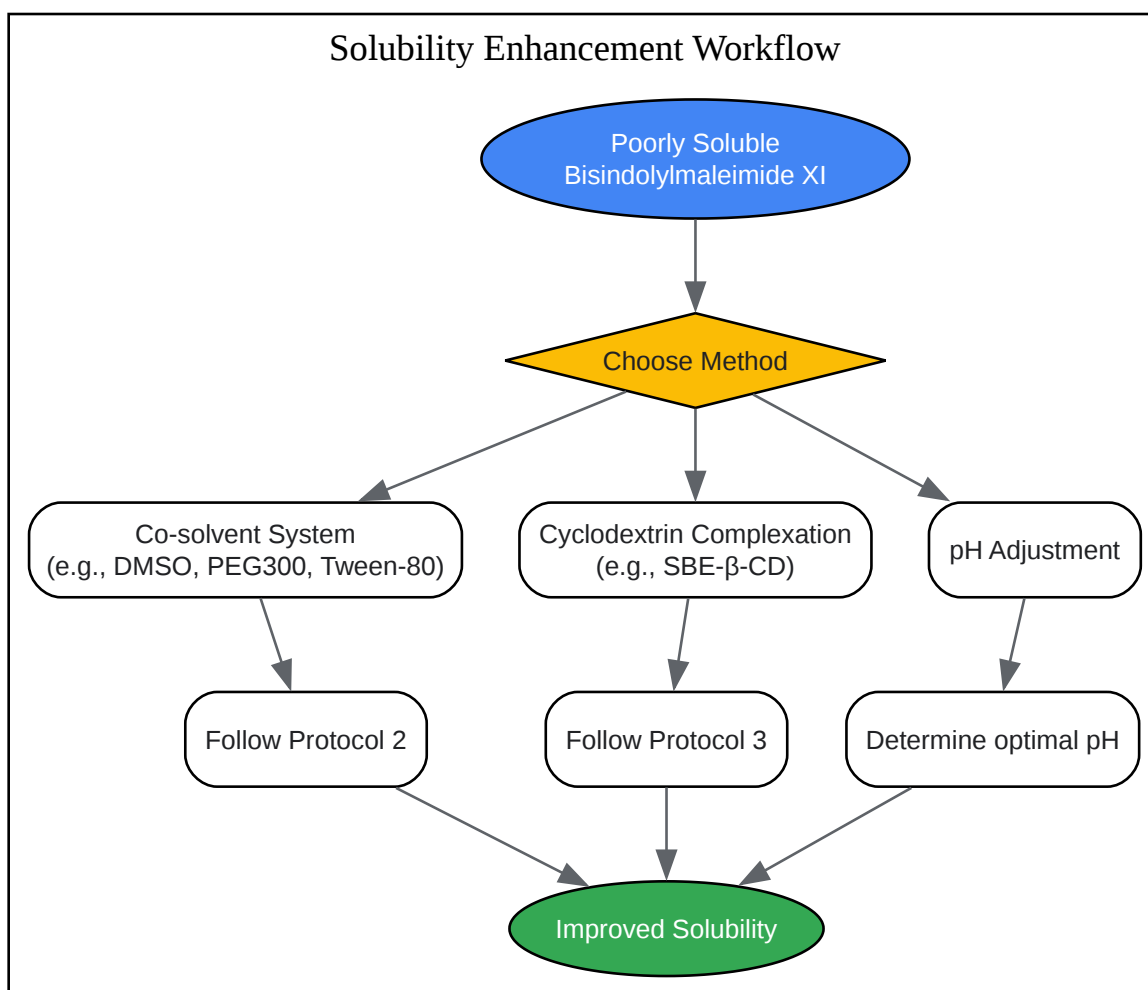 Solubility Enhancement Workflow
Poorly Soluble
Bisindolylmaleimide XI
Choose Method
Co-solvent System
(e.g., DMSO, PEG300, Tween-80)
Cyclodextrin Complexation
(e.g., SBE-β-CD)
pH Adjustment
Follow Protocol 2
Follow Protocol 3
Determine optimal pH
Improved Solubility